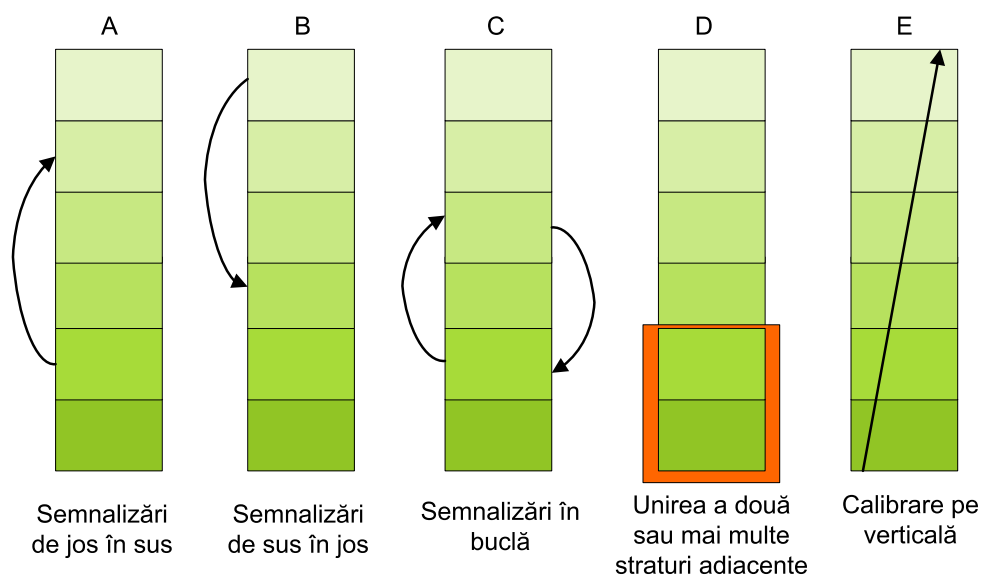 A
B
C
D
E
Semnalizări
de jos în sus
Semnalizări
de sus în jos
Semnalizări în
buclă
Unirea a două
sau mai multe
straturi adiacente
Calibrare pe
verticală